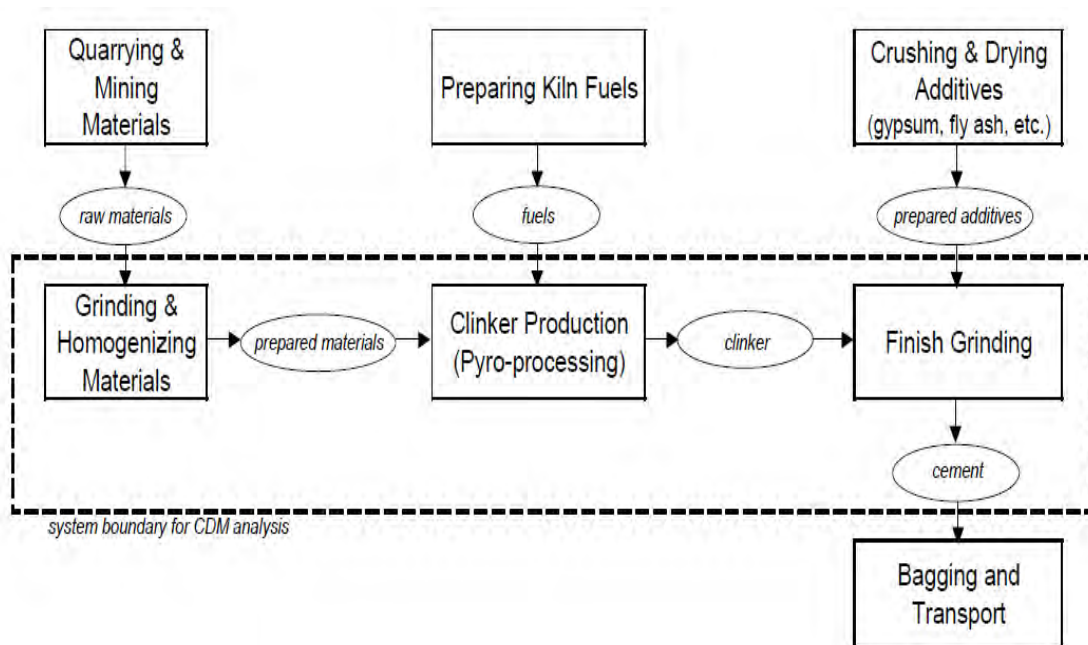 Quarrying &
Mining
Materials
Preparing Kiln Fuels
Crushing & Drying
Additives
(gypsum, fly ash, etc.)
raw materials
fuels
prepared additives
Grinding &
Homogenizing
Materials
prepared materials
Clinker Production
(Pyro-processing)
clinker
Finish Grinding
cement
system boundary for CDM analysis
Bagging and
Transport